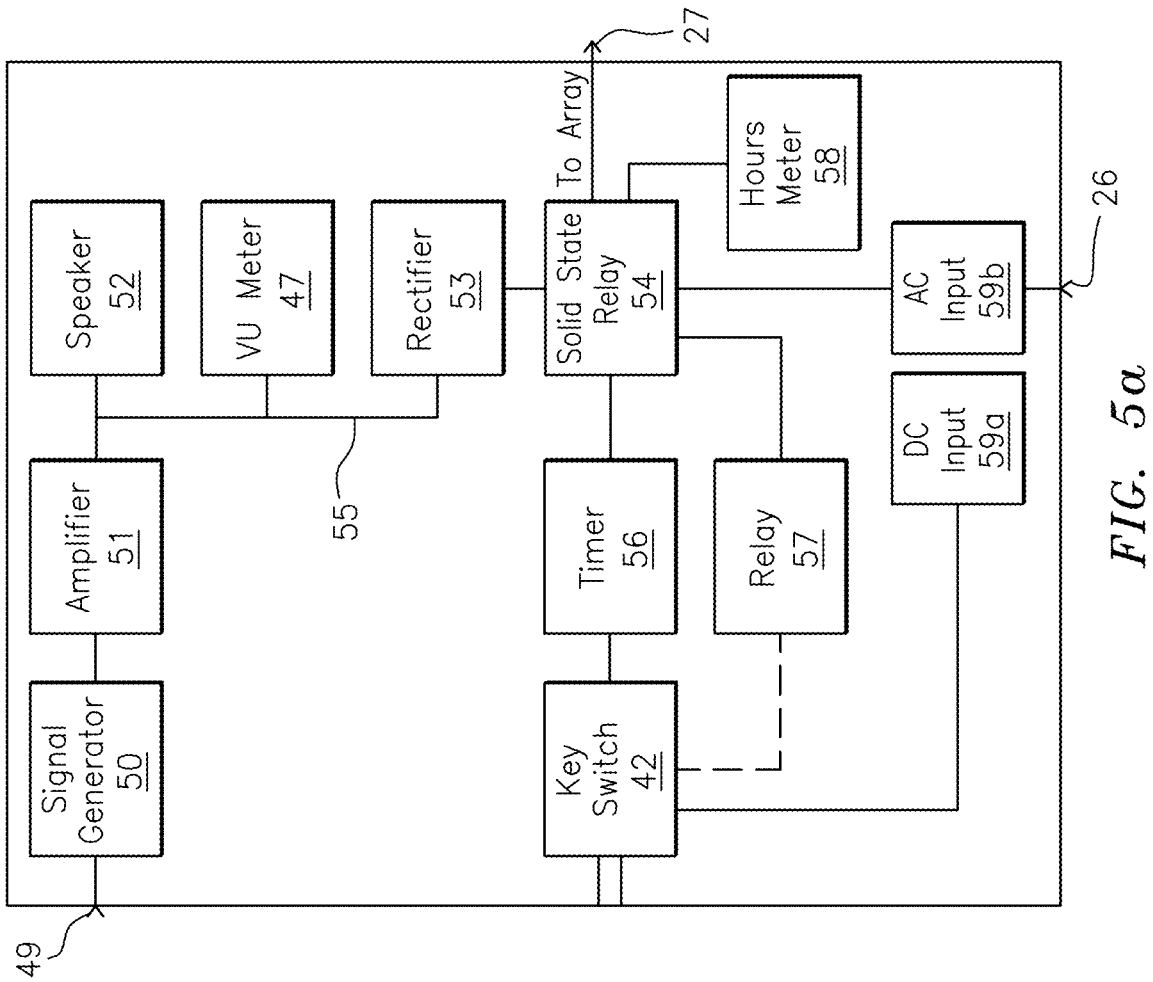 49
Signal
Generator
50
Amplifier
51
Speaker
52
VU Meter
47
Rectifier
53
55
To Array
27
Key
Switch
42
Timer
56
Solid State
Relay
54
Relay
57
Hours
Meter
58
DC
Input
59a
AC
Input
59b
26
FIG. 5a